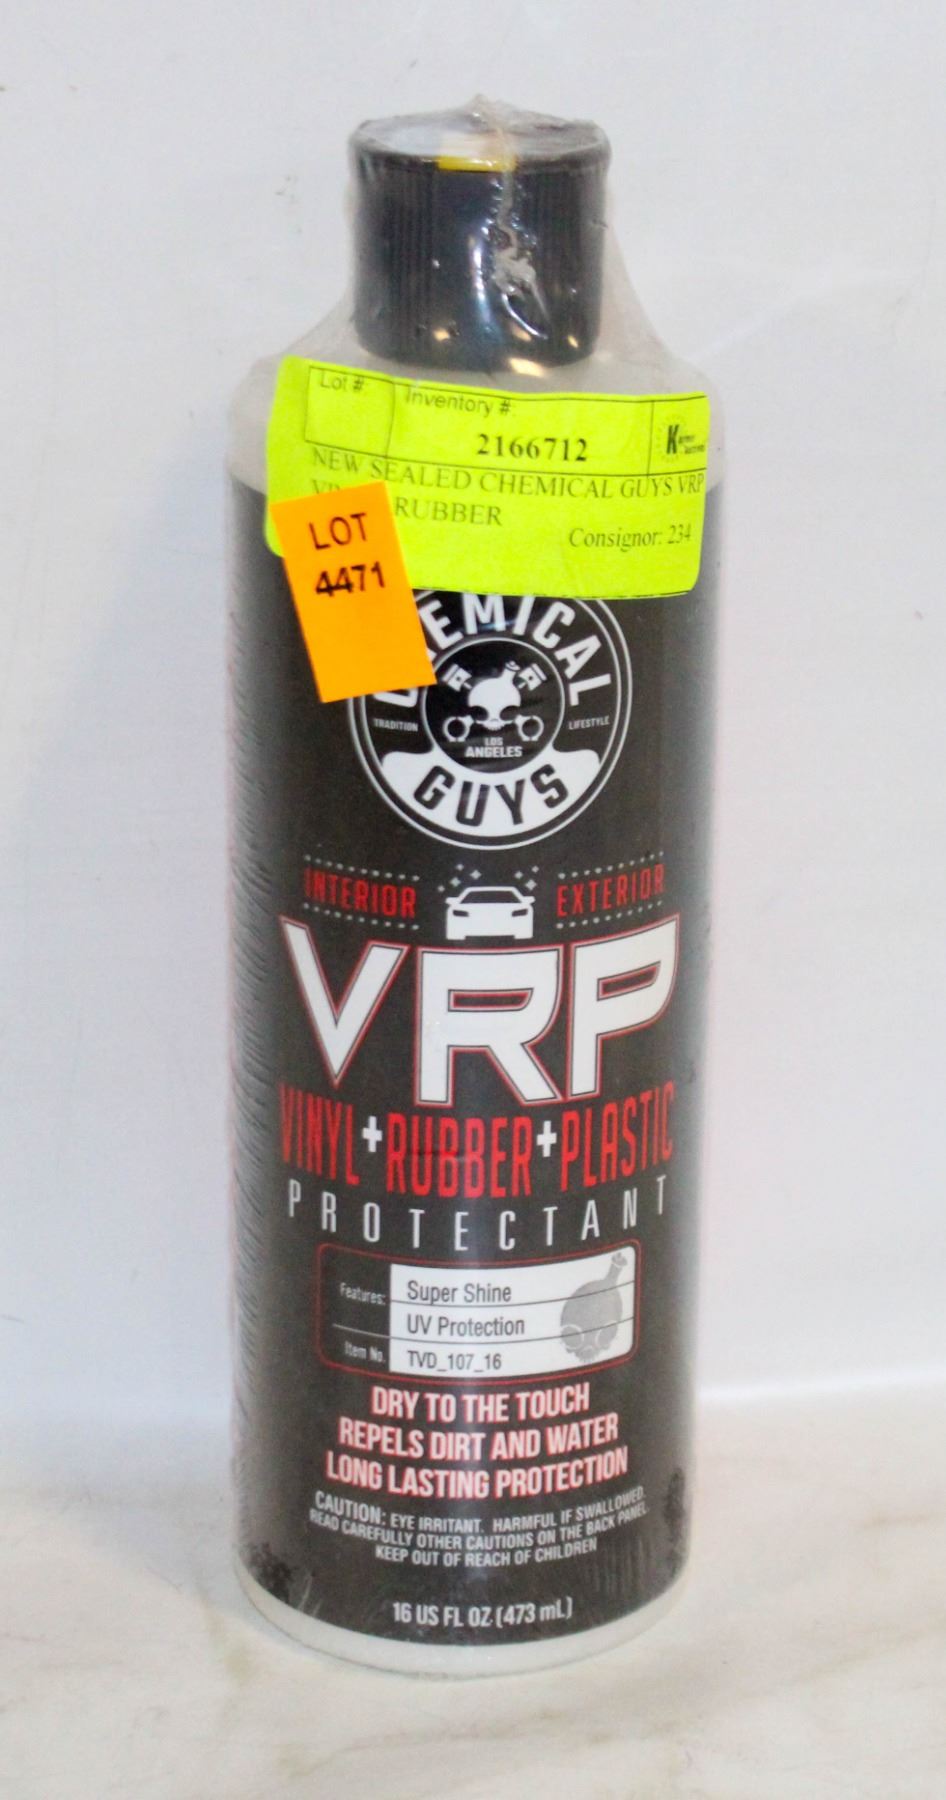 Lot #:
Inventory #:
2166712
NEW SEALED CHEMICAL GUYS VRP
RUBBER
Consignor: 234
LOT
4471
CHEMICAL
TRADITION
LIFESTYLE
LOS
ANGELES
GUYS
INTERIOR EXTERIOR
VRP
VINYL+RUBBER+PLASTIC
PROTECTANT
Features: Super Shine
UV Protection
Item No. TVD_107_16
DRY TO THE TOUCH
REPELS DIRT AND WATER
LONG LASTING PROTECTION
CAUTION: EYE IRRITANT. HARMFUL IF SWALLOWED.
READ CAREFULLY OTHER CAUTIONS ON THE BACK PANEL.
KEEP OUT OF REACH OF CHILDREN
16 US FL OZ (473 mL)